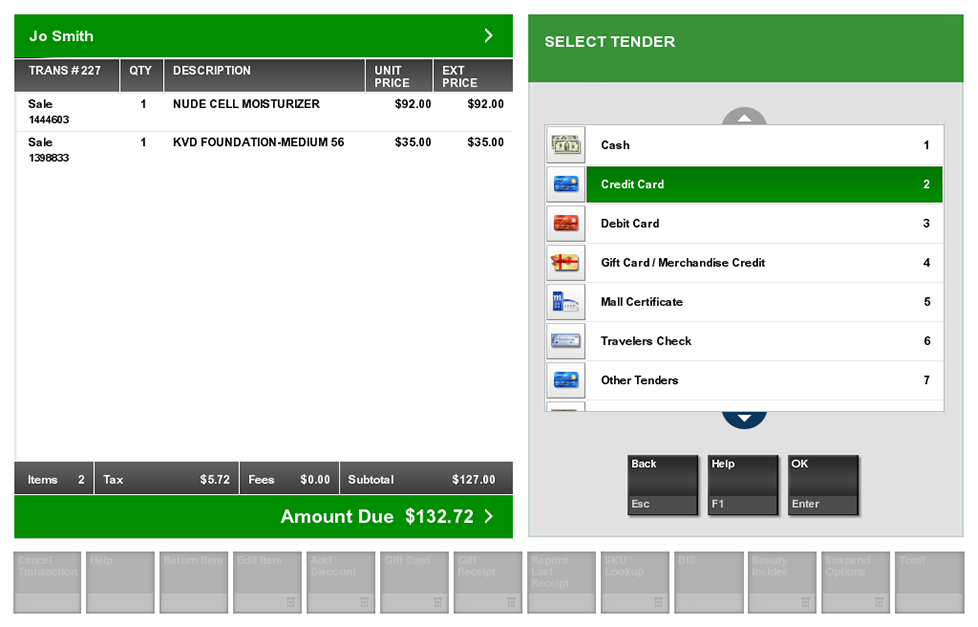 Jo Smith
TRANS # 227 QTY DESCRIPTION UNIT PRICE EXT PRICE
Sale 1 NUDE CELL MOISTURIZER $92.00 $92.00
1444603
Sale 1 KVD FOUNDATION-MEDIUM 56 $35.00 $35.00
1398833
Items 2 Tax $5.72 Fees $0.00 Subtotal $127.00
Amount Due $132.72
SELECT TENDER
Cash 1
Credit Card 2
Debit Card 3
Gift Card / Merchandise Credit 4
Mall Certificate 5
Travelers Check 6
Other Tenders 7
Back Help OK
Esc F1 Enter
Cancel Transaction
Help
Return Item
Edit Item
Add Discount
Gift Card
Gift Receipt
Reprint Last Receipt
SKU Lookup
DIC
Beauty Insider
Suspend Options
Total